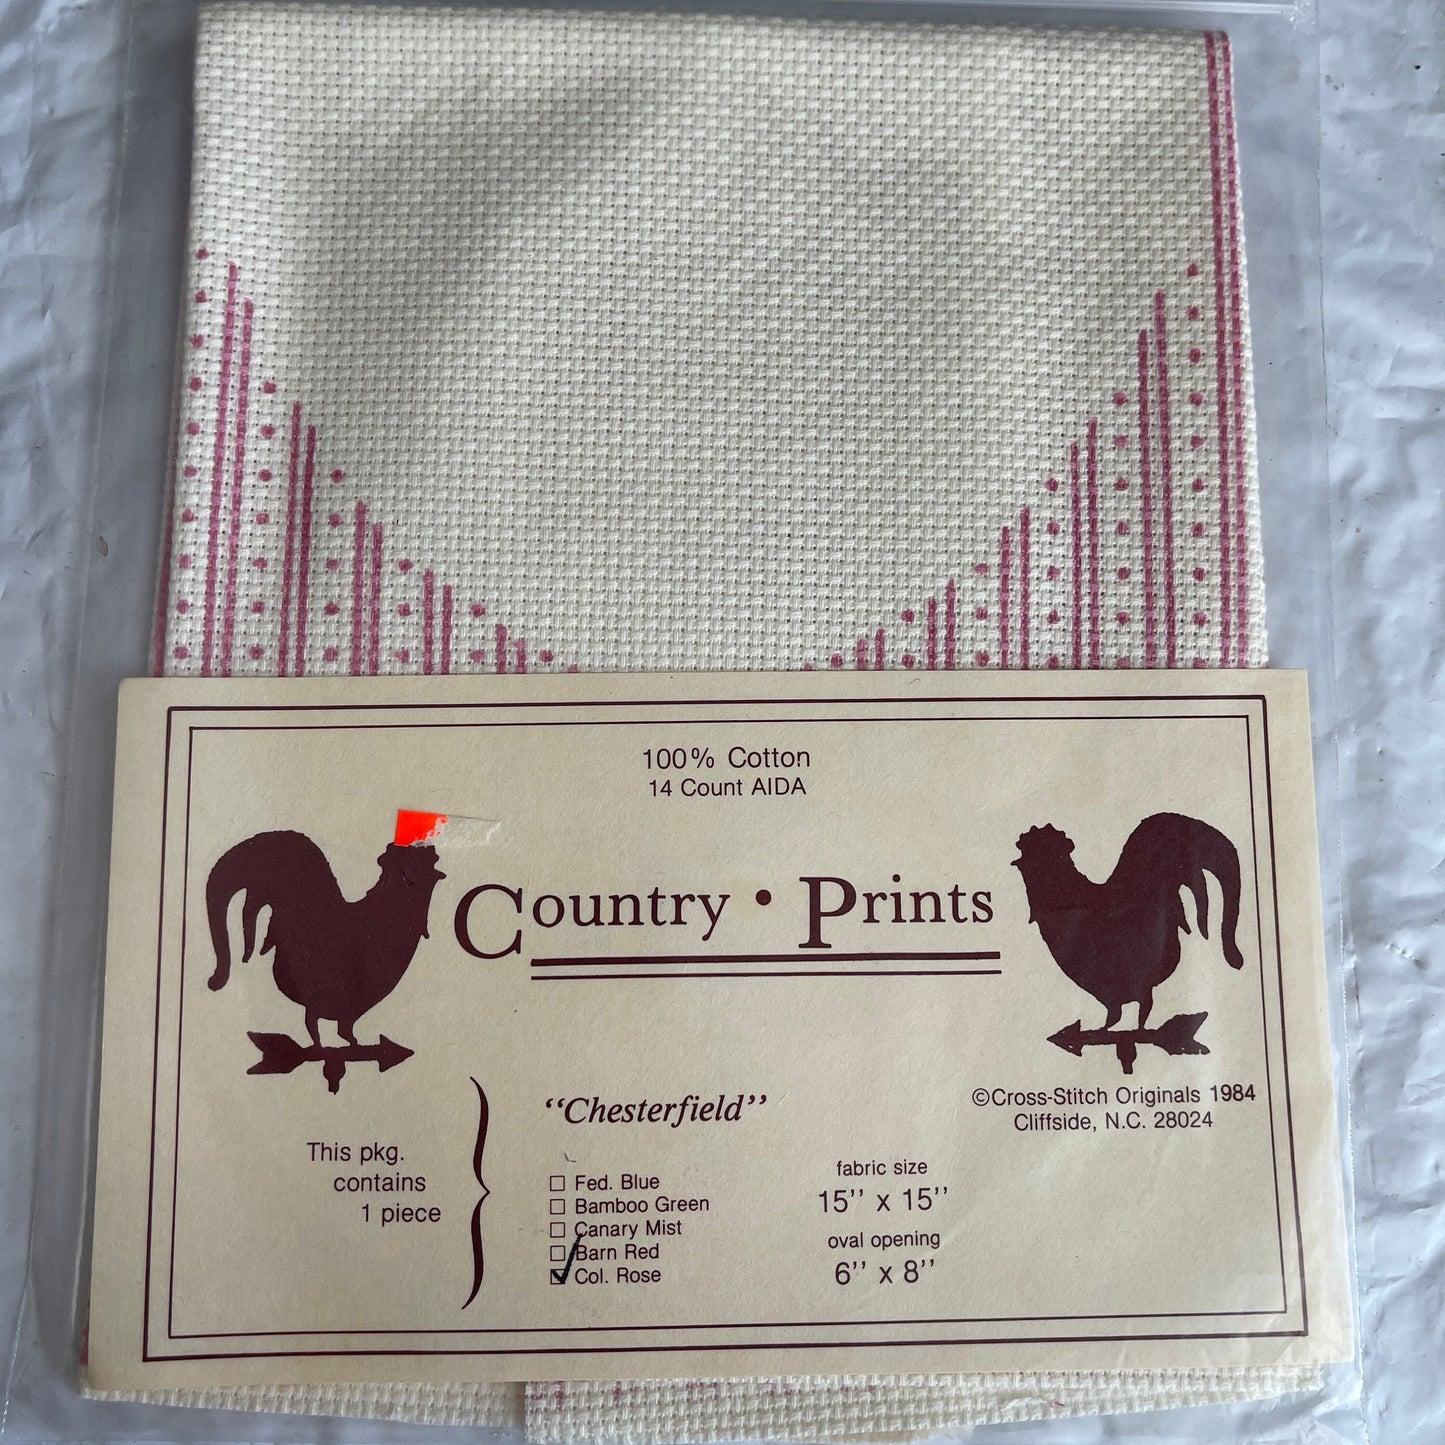 100% Cotton
14 Count AIDA
Country • Prints
"Chesterfield"
©Cross-Stitch Originals 1984
Cliffside, N.C. 28024
This pkg.
contains
1 piece
☐ Fed. Blue
☐ Bamboo Green
☐ Canary Mist
☐ Barn Red
☑ Col. Rose
fabric size
15'' x 15''
oval opening
6'' x 8''